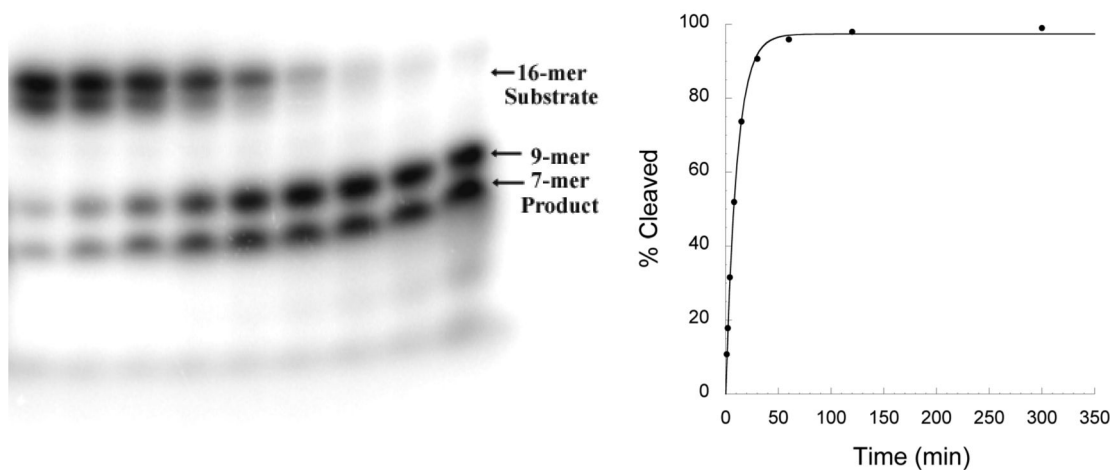 ←16-mer
Substrate
←9-mer
←7-mer
Product
100
80
60
40
20
0
% Cleaved
0 50 100 150 200 250 300 350
Time (min)